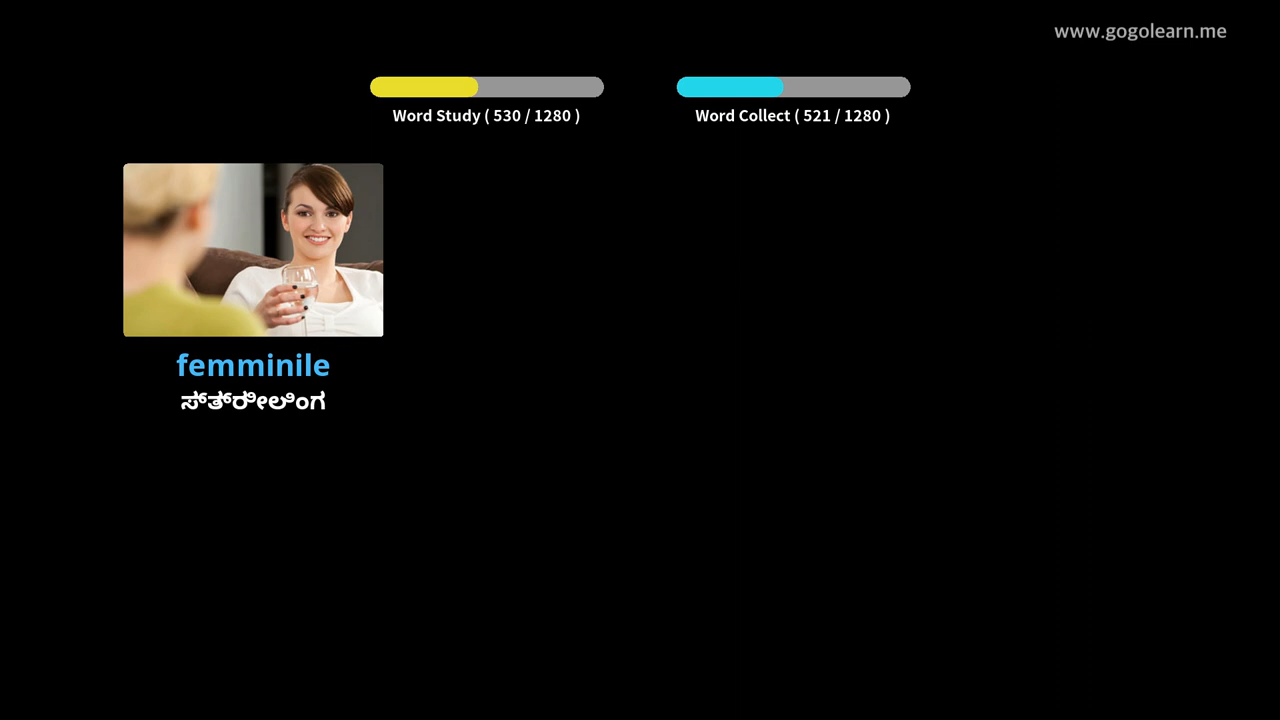 www.gogolearn.me
Word Study ( 530 / 1280 )
Word Collect ( 521 / 1280 )
femminile
ಸ್ತ್ರೀಲಿಂಗ